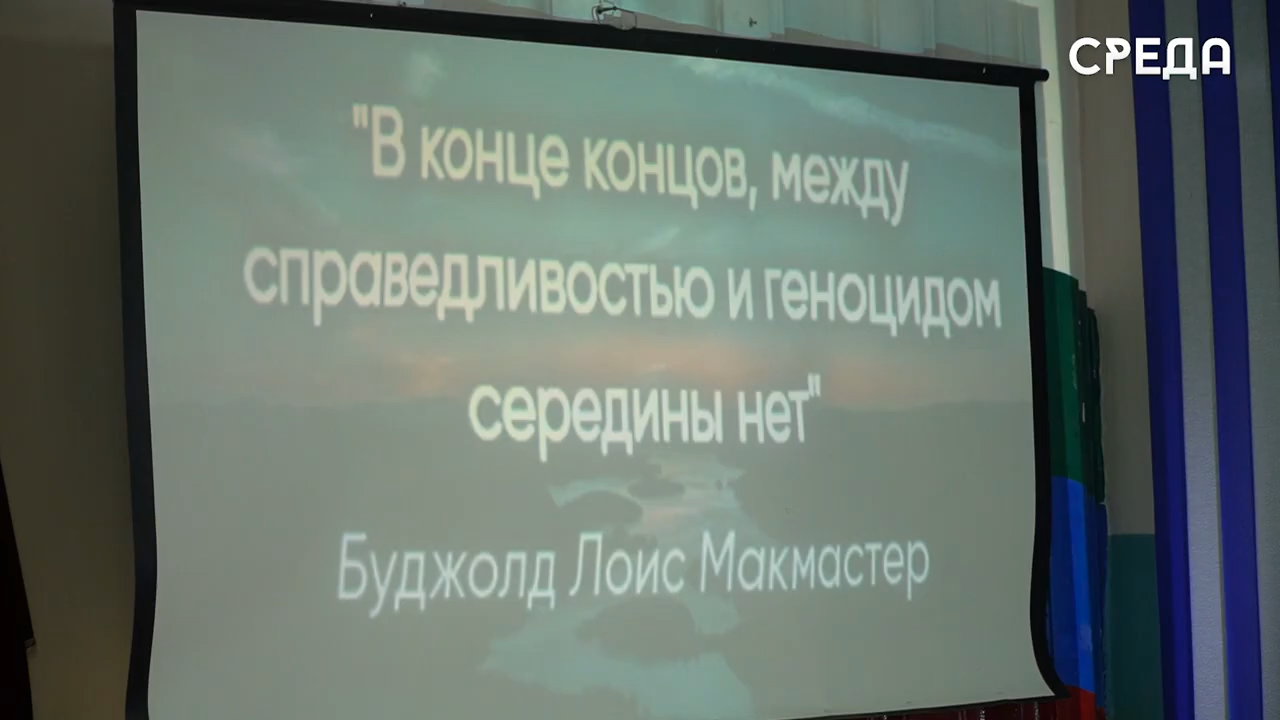 СРЕДА
"В конце концов, между
справедливостью и геноцидом
середины нет"
Буджолд Лоис Макмастер